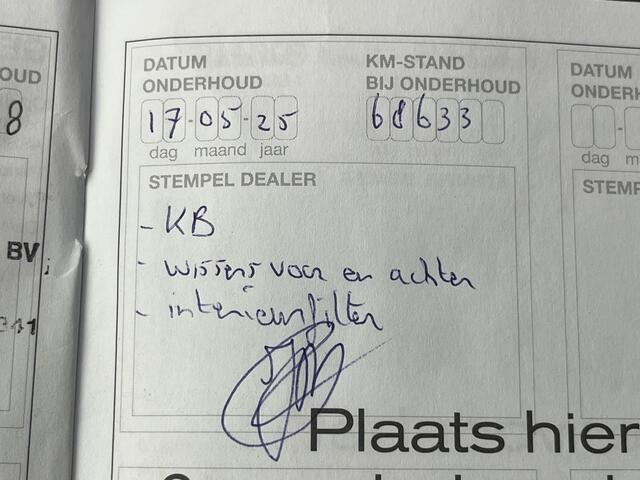 OUD
8
BV
DATUM ONDERHOUD
17-05-25
dag maand jaar
KM-STAND BIJ ONDERHOUD
68633
STEMPEL DEALER
- KB
- wissers voor en achter
- interieurfilter
Plaats hier
DATUM
ONDERH
dag m
STEMP